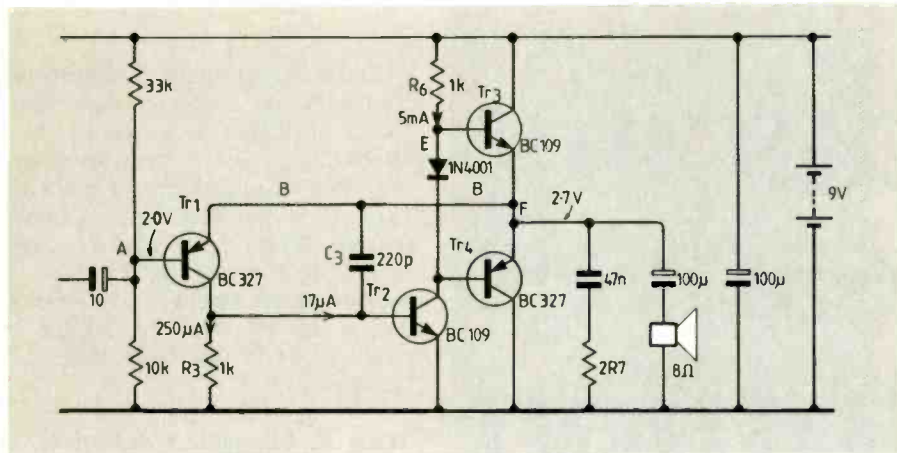 33k
R6
1k
Tr3
5mA
E
BC109
1N4001
B
B
Tr1
F
2·7V
9V
2·0V
A
Tr4
C3
220p
47n
100µ
100µ
BC327
Tr2
BC327
10
17µA
BC109
250µA
10k
R3
1k
2R7
8Ω